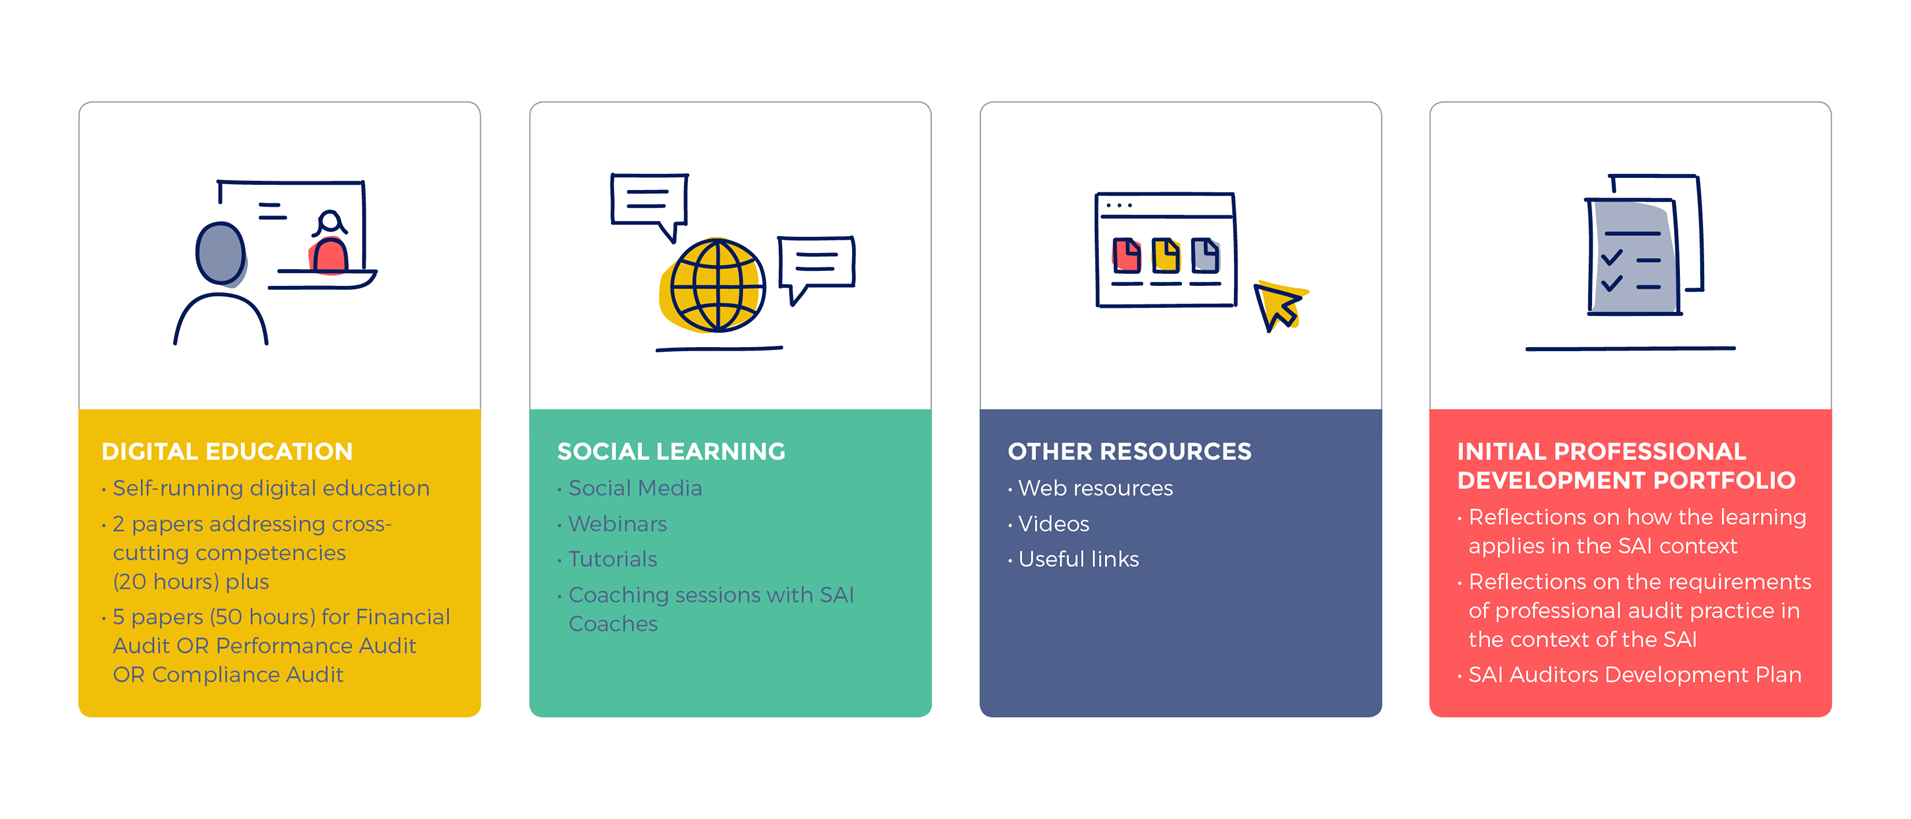 DIGITAL EDUCATION
· Self-running digital education
· 2 papers addressing cross-
cutting competencies
(20 hours) plus
· 5 papers (50 hours) for Financial
Audit OR Performance Audit
OR Compliance Audit
SOCIAL LEARNING
· Social Media
· Webinars
· Tutorials
· Coaching sessions with SAI
Coaches
OTHER RESOURCES
· Web resources
· Videos
· Useful links
INITIAL PROFESSIONAL
DEVELOPMENT PORTFOLIO
· Reflections on how the learning
applies in the SAI context
· Reflections on the requirements
of professional audit practice in
the context of the SAI
· SAI Auditors Development Plan